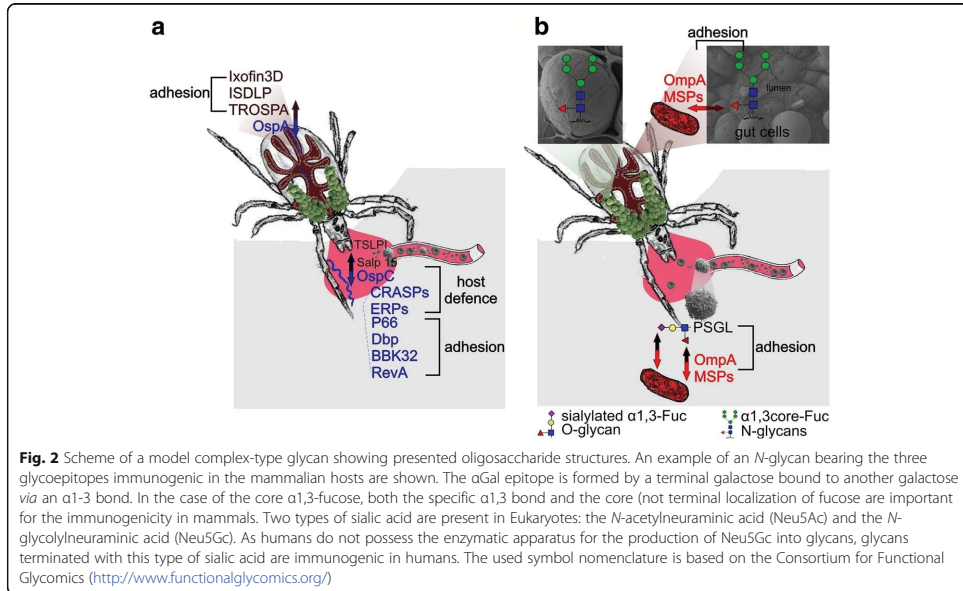 a
adhesion
Ixofin3D
ISDLP
TROSPA
OspA
TSLPI
Salp 15
OspC
CRASPs
ERPs
host
defence
P66
Dbp
BBK32
RevA
adhesion
b
adhesion
OmpA
MSPs
lumen
Asn
gut cells
Asn
PSGL
OmpA
MSPs
adhesion
sialylated α1,3-Fuc
O-glycan
α1,3core-Fuc
N-glycans
Fig. 2 Scheme of a model complex-type glycan showing presented oligosaccharide structures. An example of an N-glycan bearing the three
glycoepitopes immunogenic in the mammalian hosts are shown. The αGal epitope is formed by a terminal galactose bound to another galactose
via an α1-3 bond. In the case of the core α1,3-fucose, both the specific α1,3 bond and the core (not terminal localization of fucose are important
for the immunogenicity in mammals. Two types of sialic acid are present in Eukaryotes: the N-acetylneuraminic acid (Neu5Ac) and the N-
glycolylneuraminic acid (Neu5Gc). As humans do not possess the enzymatic apparatus for the production of Neu5Gc into glycans, glycans
terminated with this type of sialic acid are immunogenic in humans. The used symbol nomenclature is based on the Consortium for Functional
Glycomics (http://www.functionalglycomics.org/)